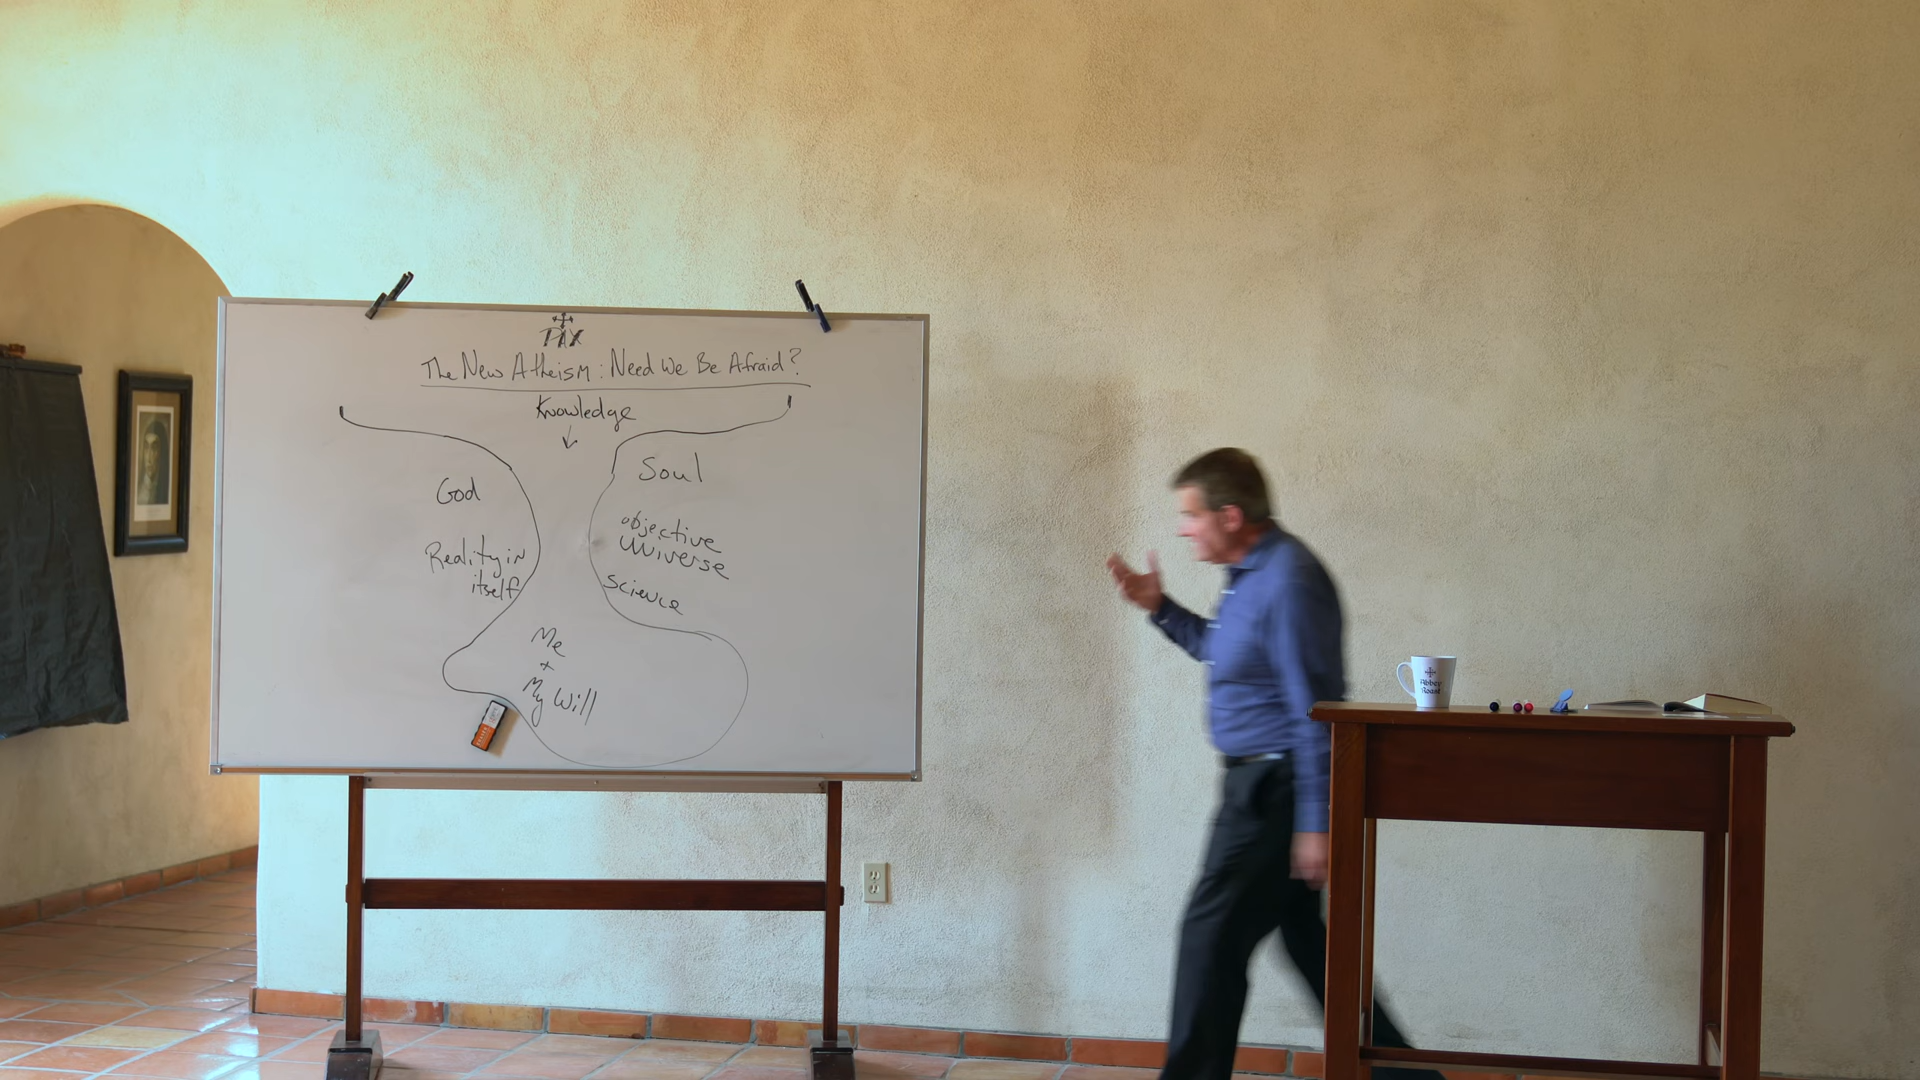 PAX
The New Atheism: Need We Be Afraid?
Knowledge
God
Reality in
itself
Soul
objective
Universe
Science
Me
+
My Will
Abbey
Roast